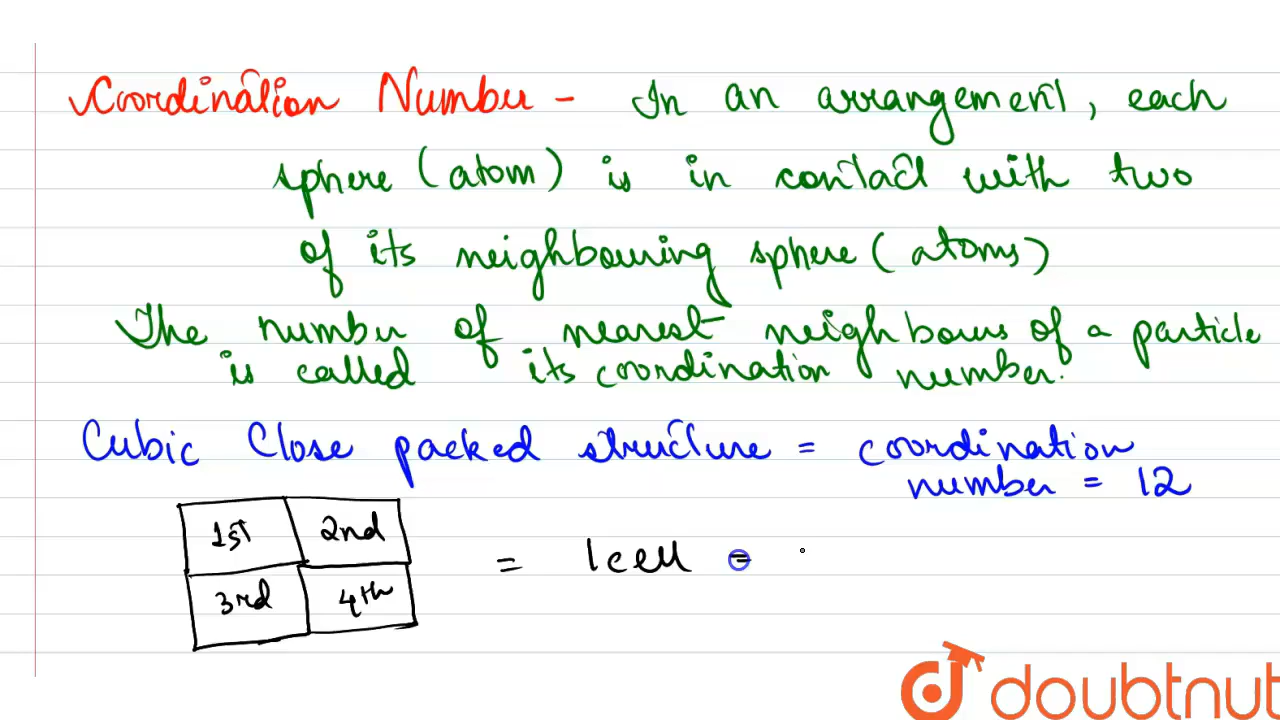 Coordination Number - In an arrangement, each
sphere (atom) is in contact with two
of its neighbouring sphere (atoms)
The number of nearest neighbours of a particle
is called its coordination number.
Cubic Close packed structure = coordination
number = 12
1st 2nd
3rd 4th
= 1 cell =
doubtnut